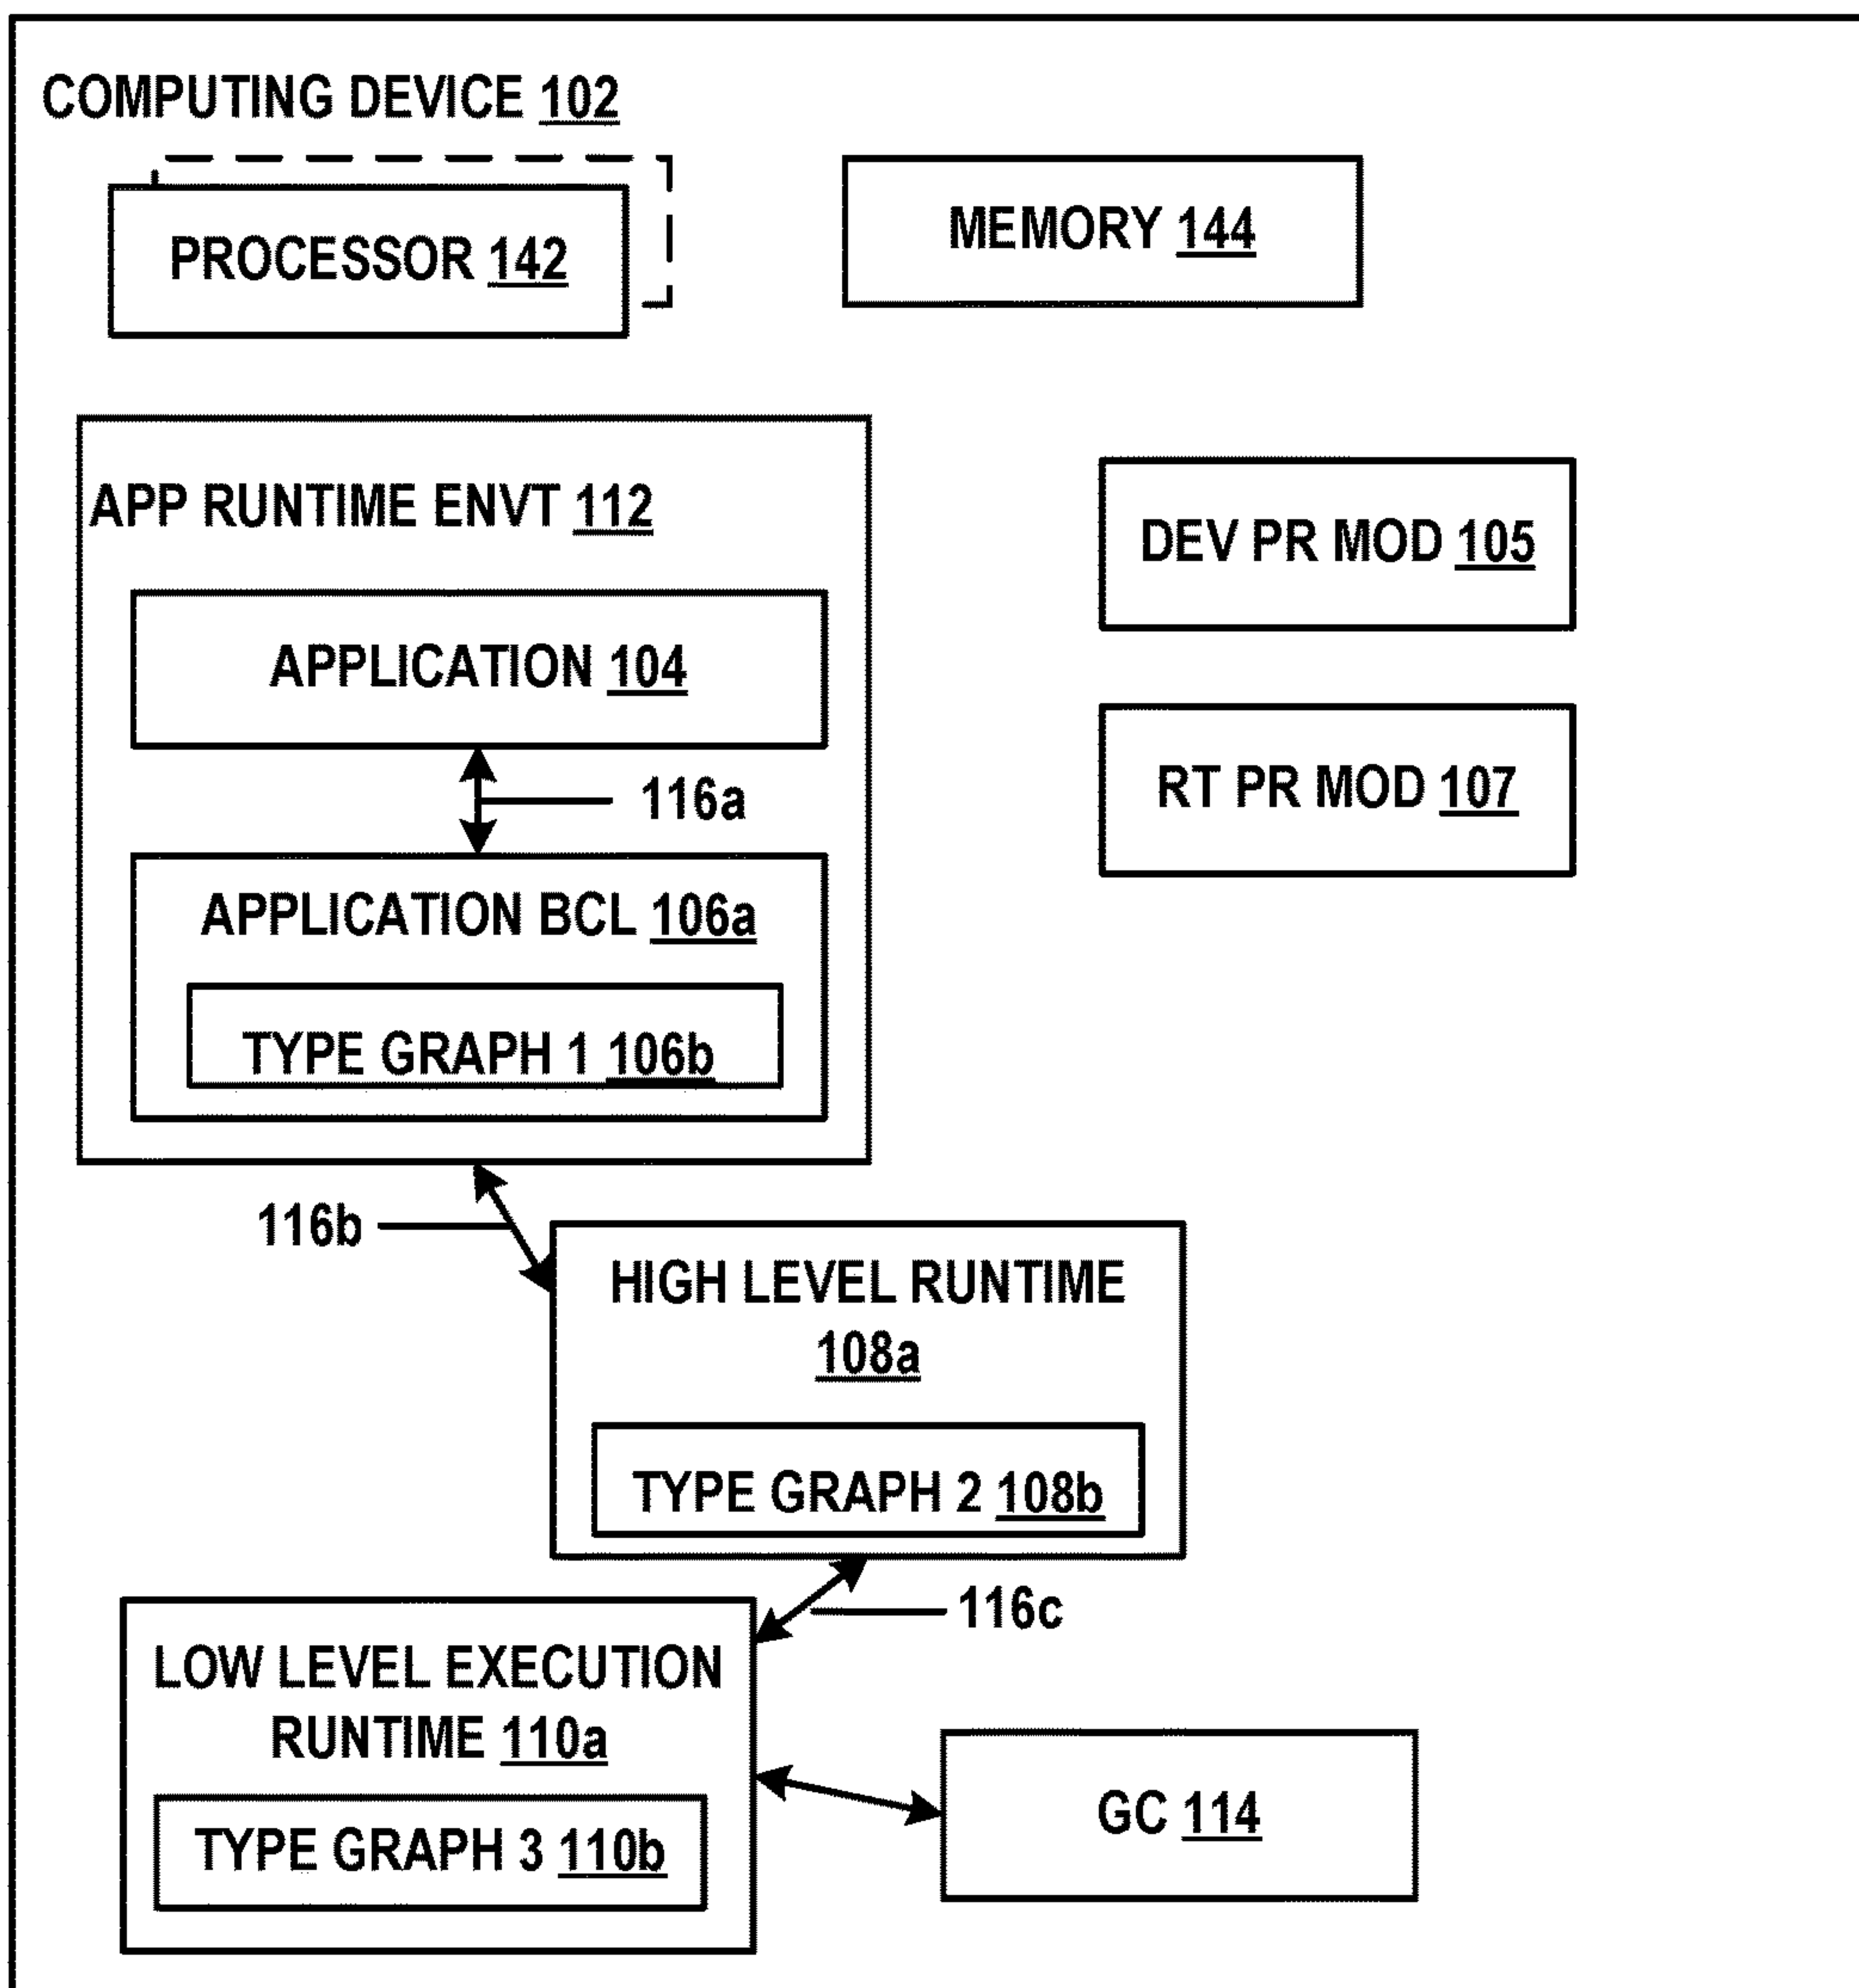 COMPUTING DEVICE 102
PROCESSOR 142
MEMORY 144
APP RUNTIME ENVT 112
APPLICATION 104
116a
APPLICATION BCL 106a
TYPE GRAPH 1 106b
DEV PR MOD 105
RT PR MOD 107
116b
HIGH LEVEL RUNTIME
108a
TYPE GRAPH 2 108b
116c
LOW LEVEL EXECUTION
RUNTIME 110a
TYPE GRAPH 3 110b
GC 114